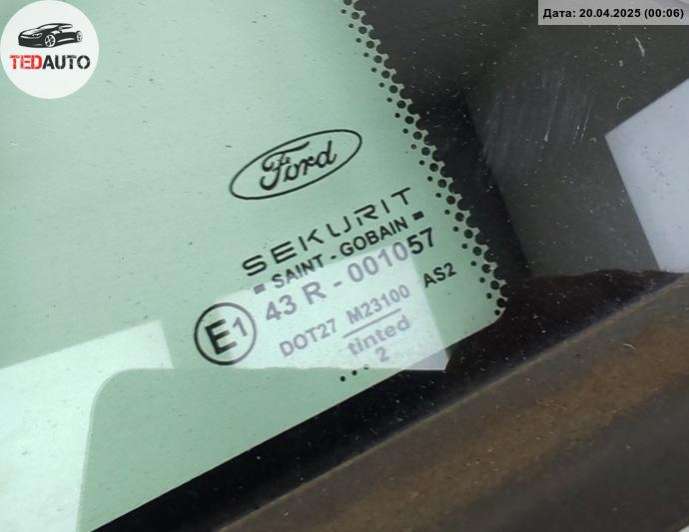 Дата: 20.04.2025 (00:06)
TEDAUTO
Ford
SEKURIT
SAINT - GOBAIN
E1 43 R - 001057
DOT27 M23100 AS2
tinted
2